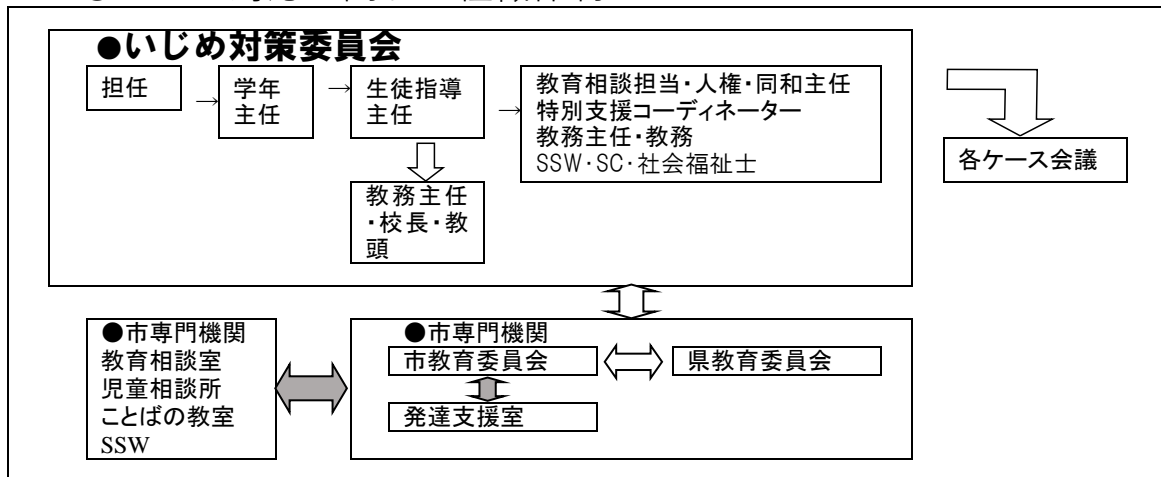 ●いじめ対策委員会
担任
→
学年
主任
→
生徒指導
主任
→
教育相談担当・人権・同和主任
特別支援コーディネーター
教務主任・教務
SSW・SC・社会福祉士
各ケース会議
教務主任
・校長・教
頭
●市専門機関
教育相談室
児童相談所
ことばの教室
SSW
●市専門機関
市教育委員会
県教育委員会
発達支援室